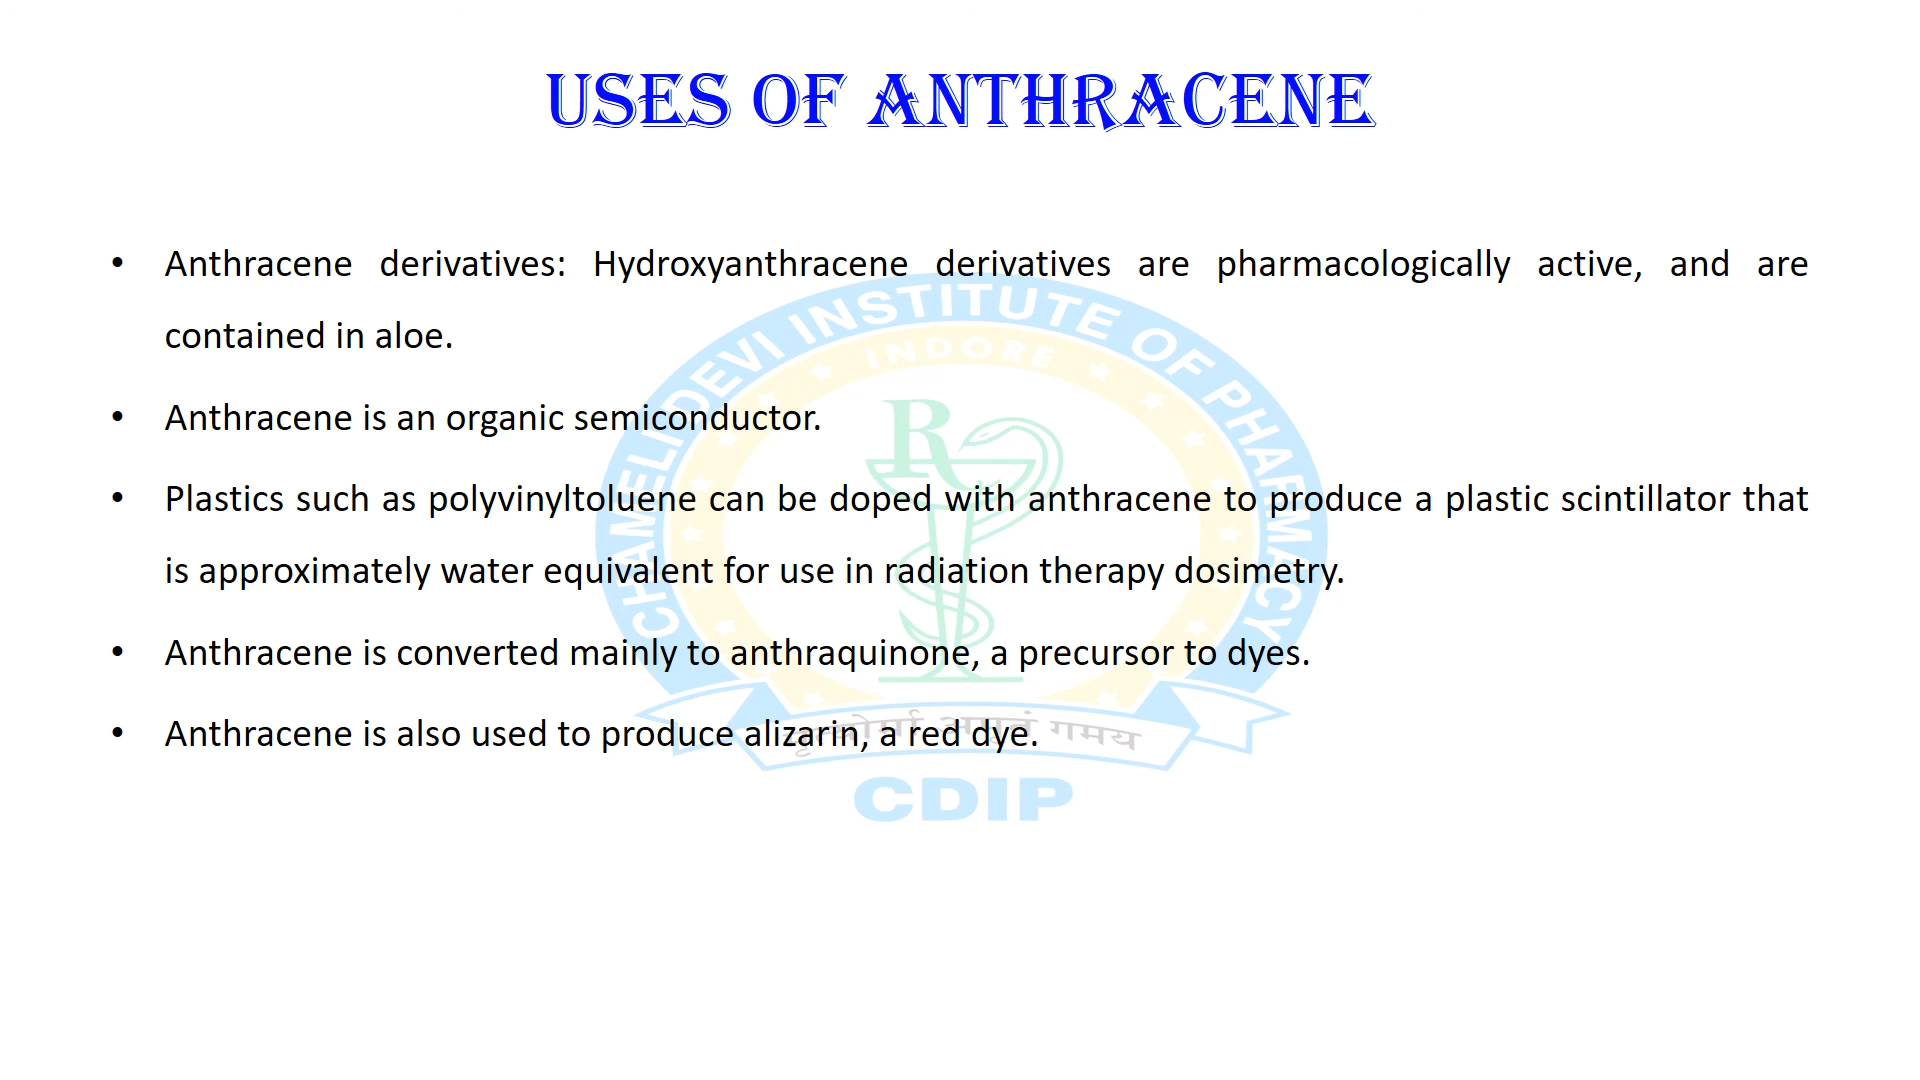 USES OF ANTHRACENE
• Anthracene derivatives: Hydroxyanthracene derivatives are pharmacologically active, and are
contained in aloe.
• Anthracene is an organic semiconductor.
• Plastics such as polyvinyltoluene can be doped with anthracene to produce a plastic scintillator that
is approximately water equivalent for use in radiation therapy dosimetry.
• Anthracene is converted mainly to anthraquinone, a precursor to dyes.
• Anthracene is also used to produce alizarin, a red dye.
CHAMELI DEVI INSTITUTE OF PHARMACY
INDORE
R
गमय
CDIP